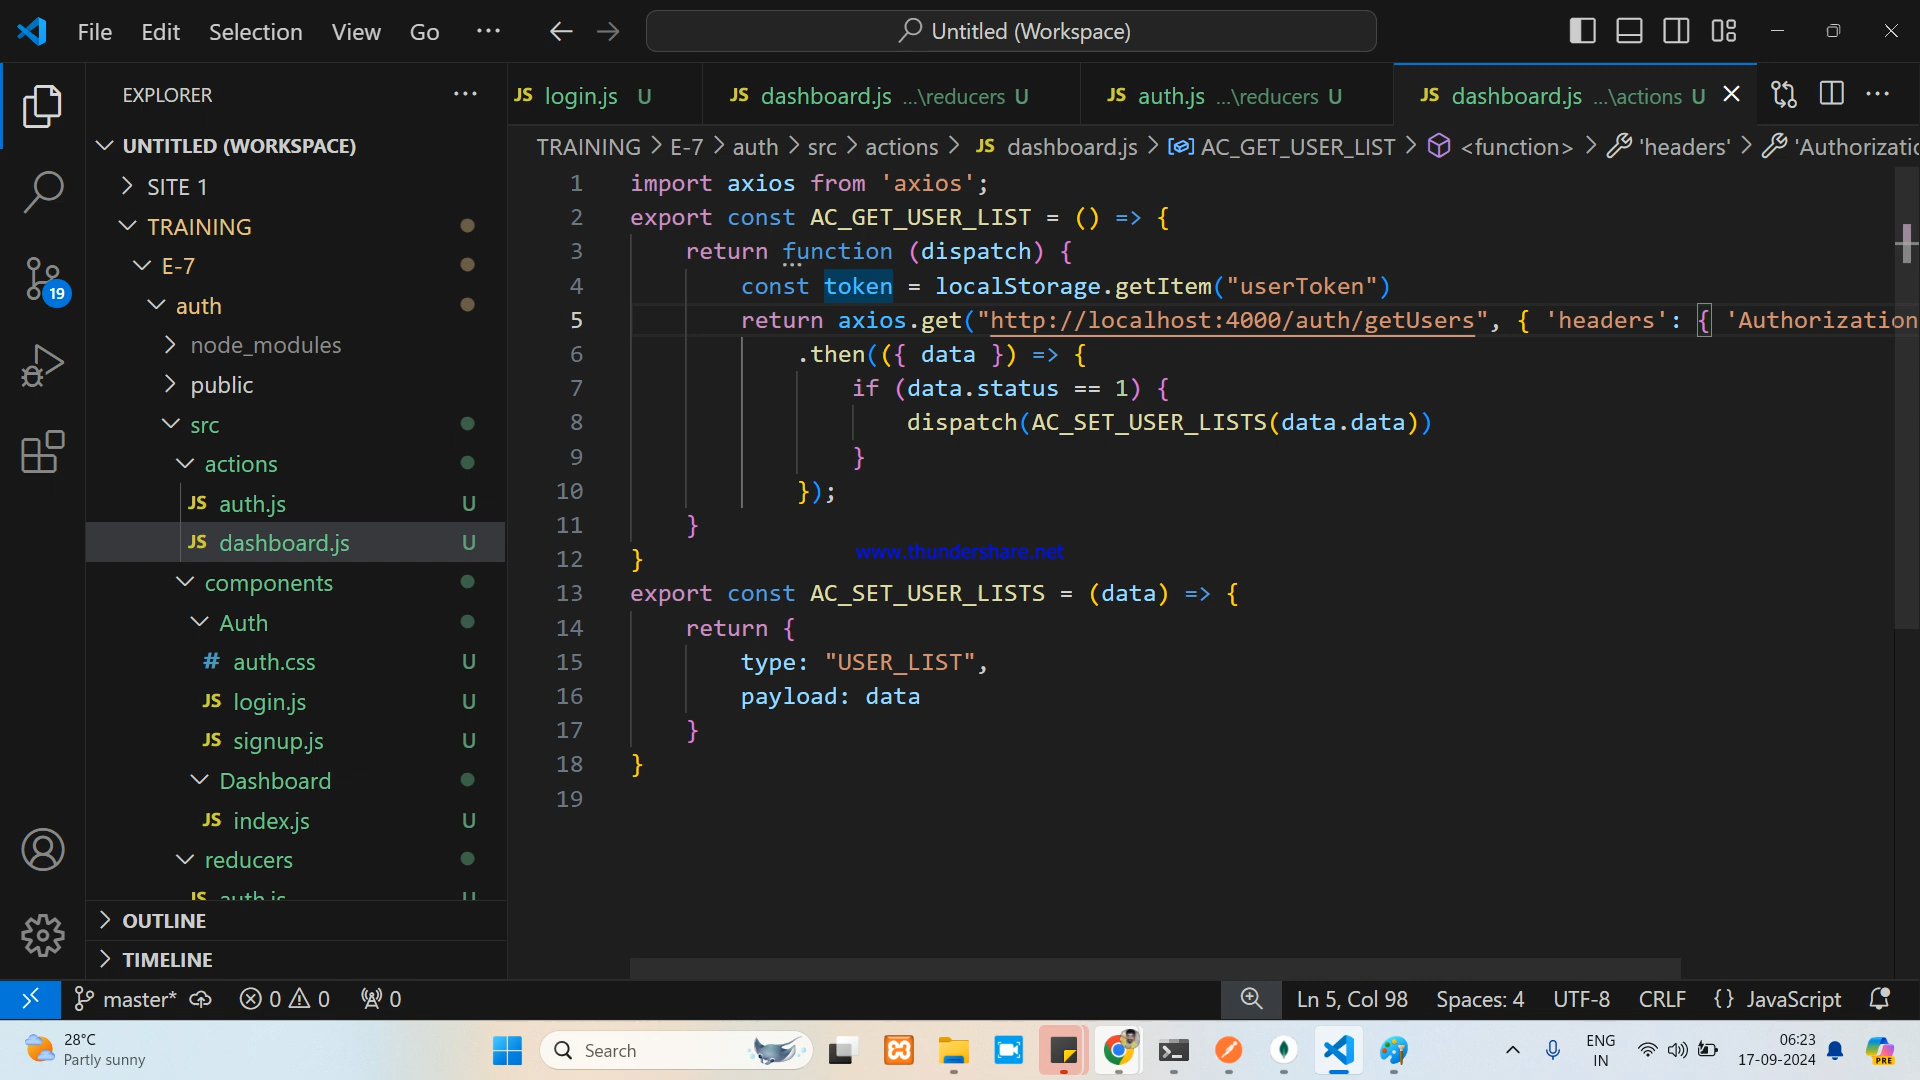 File Edit Selection View Go ··· Untitled (Workspace)
EXPLORER ···
UNTITLED (WORKSPACE)
SITE 1
TRAINING
E-7
auth
node_modules
public
src
actions
JS auth.js U
JS dashboard.js U
components
Auth
# auth.css U
JS login.js U
JS signup.js U
Dashboard
JS index.js U
reducers
JS auth.js U
OUTLINE
TIMELINE
19
JS login.js U JS dashboard.js ...\reducers U JS auth.js ...\reducers U JS dashboard.js ...\actions U
TRAINING > E-7 > auth > src > actions > JS dashboard.js > AC_GET_USER_LIST > <function> > 'headers' > 'Authorizatio
1 import axios from 'axios';
2 export const AC_GET_USER_LIST = () => {
3 return function (dispatch) {
4 const token = localStorage.getItem("userToken")
5 return axios.get("http://localhost:4000/auth/getUsers", { 'headers': { 'Authorization
6 .then(({ data }) => {
7 if (data.status == 1) {
8 dispatch(AC_SET_USER_LISTS(data.data))
9 }
10 });
11 }
12 }
www.thundershare.net
13 export const AC_SET_USER_LISTS = (data) => {
14 return {
15 type: "USER_LIST",
16 payload: data
17 }
18 }
19
master* 0 0 0 Ln 5, Col 98 Spaces: 4 UTF-8 CRLF {} JavaScript
28°C
Partly sunny
Search
ENG
IN
06:23
17-09-2024
PRE